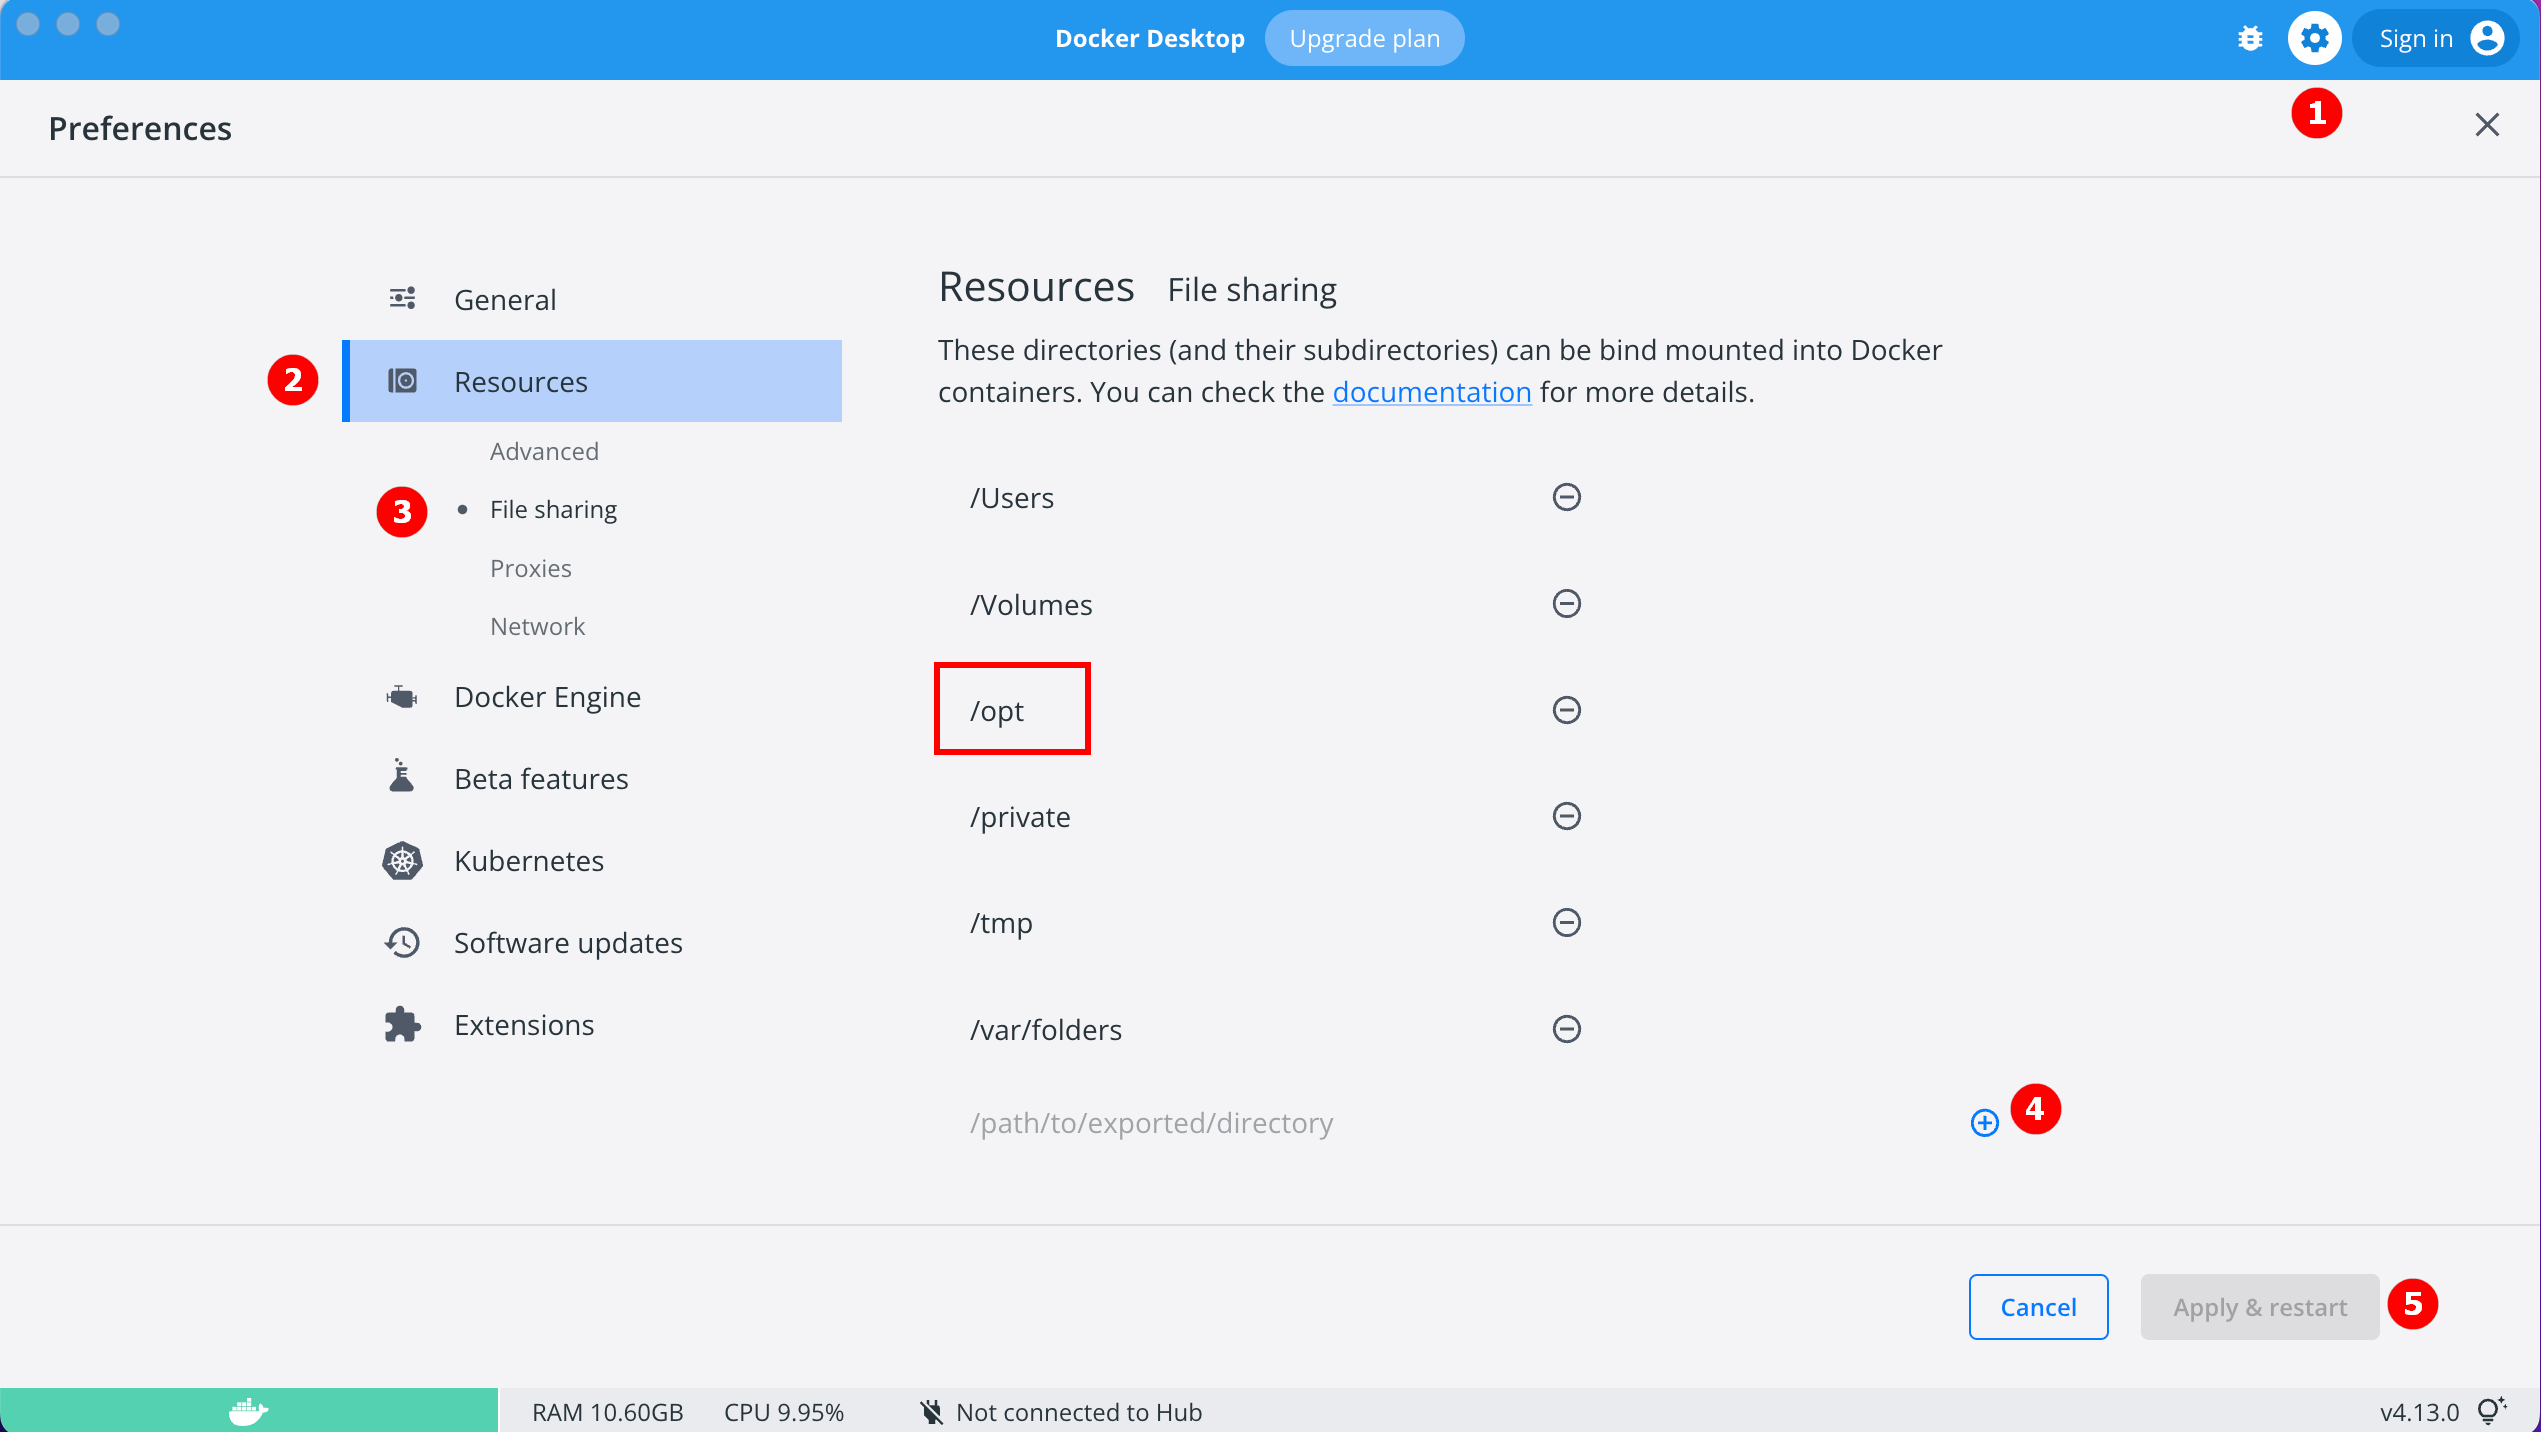 Docker Desktop
Upgrade plan
Sign in
Preferences
1
General
2
Resources
Advanced
3
File sharing
Proxies
Network
Docker Engine
Beta features
Kubernetes
Software updates
Extensions
Resources File sharing
These directories (and their subdirectories) can be bind mounted into Docker
containers. You can check the documentation for more details.
/Users
/Volumes
/opt
/private
/tmp
/var/folders
/path/to/exported/directory
4
Cancel
Apply & restart
5
RAM 10.60GB
CPU 9.95%
Not connected to Hub
v4.13.0